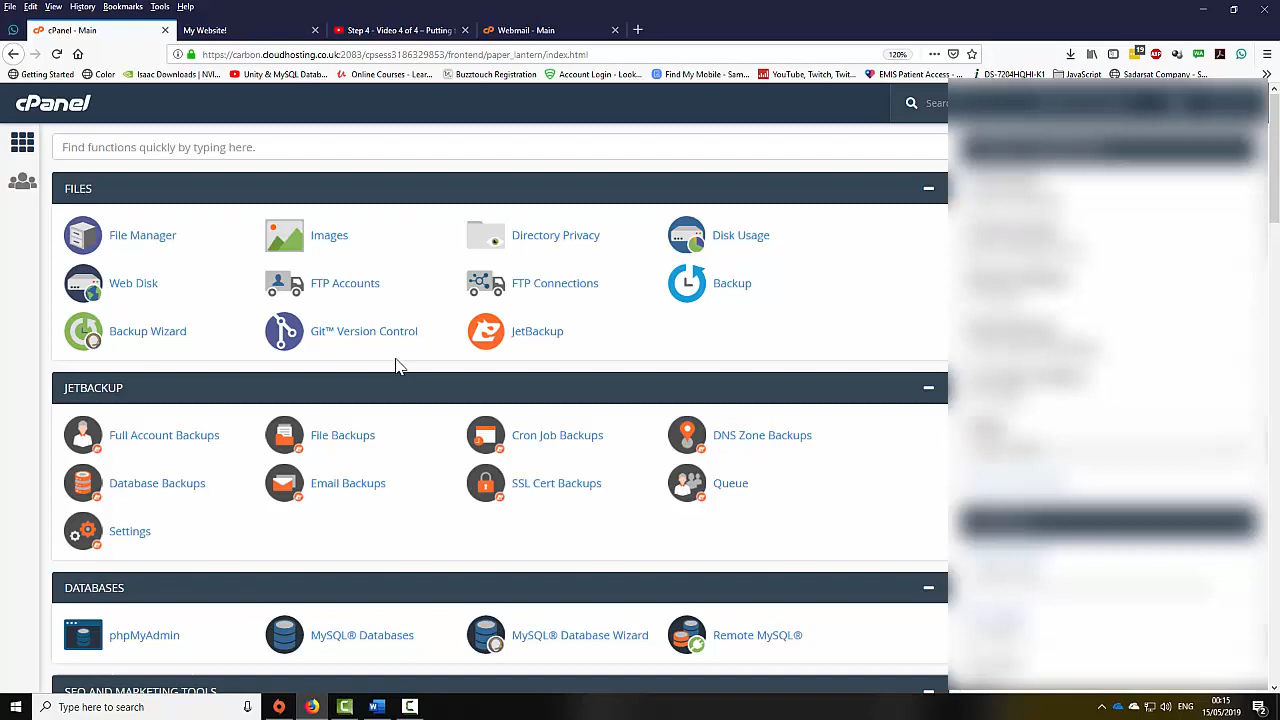 File Edit View History Bookmarks Tools Help
cPanel - Main
My Website!
Step 4 - Video 4 of 4 – Putting
Webmail - Main
https://carbon.cloudhosting.co.uk:2083/cpsess3186329853/frontend/paper_lantern/index.html
120%
19
Getting Started Color Isaac Downloads | NVI... Unity & MySQL Datab... Online Courses - Lear... Buzztouch Registration Account Login - Look... Find My Mobile - Sam... YouTube, Twitch, Twit... EMIS Patient Access - ... DS-7204HQHI-K1 JavaScript Sadarsat Company
cPanel
Sear
Find functions quickly by typing here.
FILES
File Manager Images Directory Privacy Disk Usage
Web Disk FTP Accounts FTP Connections Backup
Backup Wizard Git™ Version Control JetBackup
JETBACKUP
Full Account Backups File Backups Cron Job Backups DNS Zone Backups
Database Backups Email Backups SSL Cert Backups Queue
Settings
DATABASES
phpMyAdmin MySQL® Databases MySQL® Database Wizard Remote MySQL®
SEO AND MARKETING TOOLS
Type here to search
00:15
15/05/2019